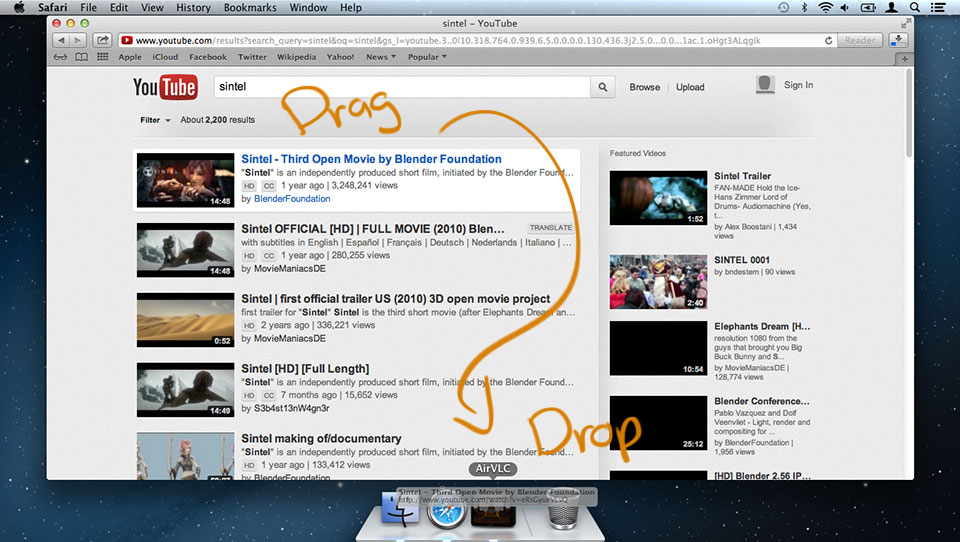 Safari File Edit View History Bookmarks Window Help
sintel – YouTube
www.youtube.com/results?search_query=sintel&oq=sintel&gs_l=youtube.3..0l10.318.764.0.939.6.5.0.0.0.0.130.436.3j2.5.0...0.0...1ac.1.oHgt3ALqgik Reader
Apple iCloud Facebook Twitter Wikipedia Yahoo! News Popular
YouTube sintel Browse Upload Sign In
Filter About 2,200 results
Drag
Sintel - Third Open Movie by Blender Foundation
"Sintel" is an independently produced short film, initiated by the Blender Foun…
HD CC 1 year ago | 3,248,241 views
by BlenderFoundation
14:48
Sintel OFFICIAL [HD] | FULL MOVIE (2010) Blen… TRANSLATE
with subtitles in English | Español | Français | Deutsch | Nederlands | Italiano | …
HD CC 1 year ago | 280,255 views
by MovieManiacsDE
14:48
Sintel | first official trailer US (2010) 3D open movie project
first trailer for "Sintel" Sintel is the third short movie (after Elephants Dream an…
HD 2 years ago | 336,221 views
by MovieManiacsDE
0:52
Sintel [HD] [Full Length]
"Sintel" is an independently produced short film, initiated by the Blender Found…
HD CC 7 months ago | 15,652 views
by S3b4st13nW4gn3r
14:49
Sintel making of/documentary
"Sintel" is an independently produced short film, initiated by the Blender Found…
HD 1 year ago | 133,412 views
by BlenderFoundation
Featured Videos
Sintel Trailer
FAN-MADE Hold the Ice-
Hans Zimmer Lord of
Drums- Audiomachine (Yes,
t...
by Alex Boostani | 1,434
views
1:52
SINTEL 0001
by bndestem | 90 views
2:40
Elephants Dream [H…
resolution 1080 from the
guys that brought you Big
Buck Bunny and S...
by MovieManiacsDE |
128,774 views
10:54
Blender Conference…
Pablo Vazquez and Dolf
Veenvliet - Light, render and
compositing for ...
by BlenderFoundation |
1,956 views
25:12
[HD] Blender 2.56 IP…
Drop
AirVLC
Sintel – Third Open Movie by Blender Foundation